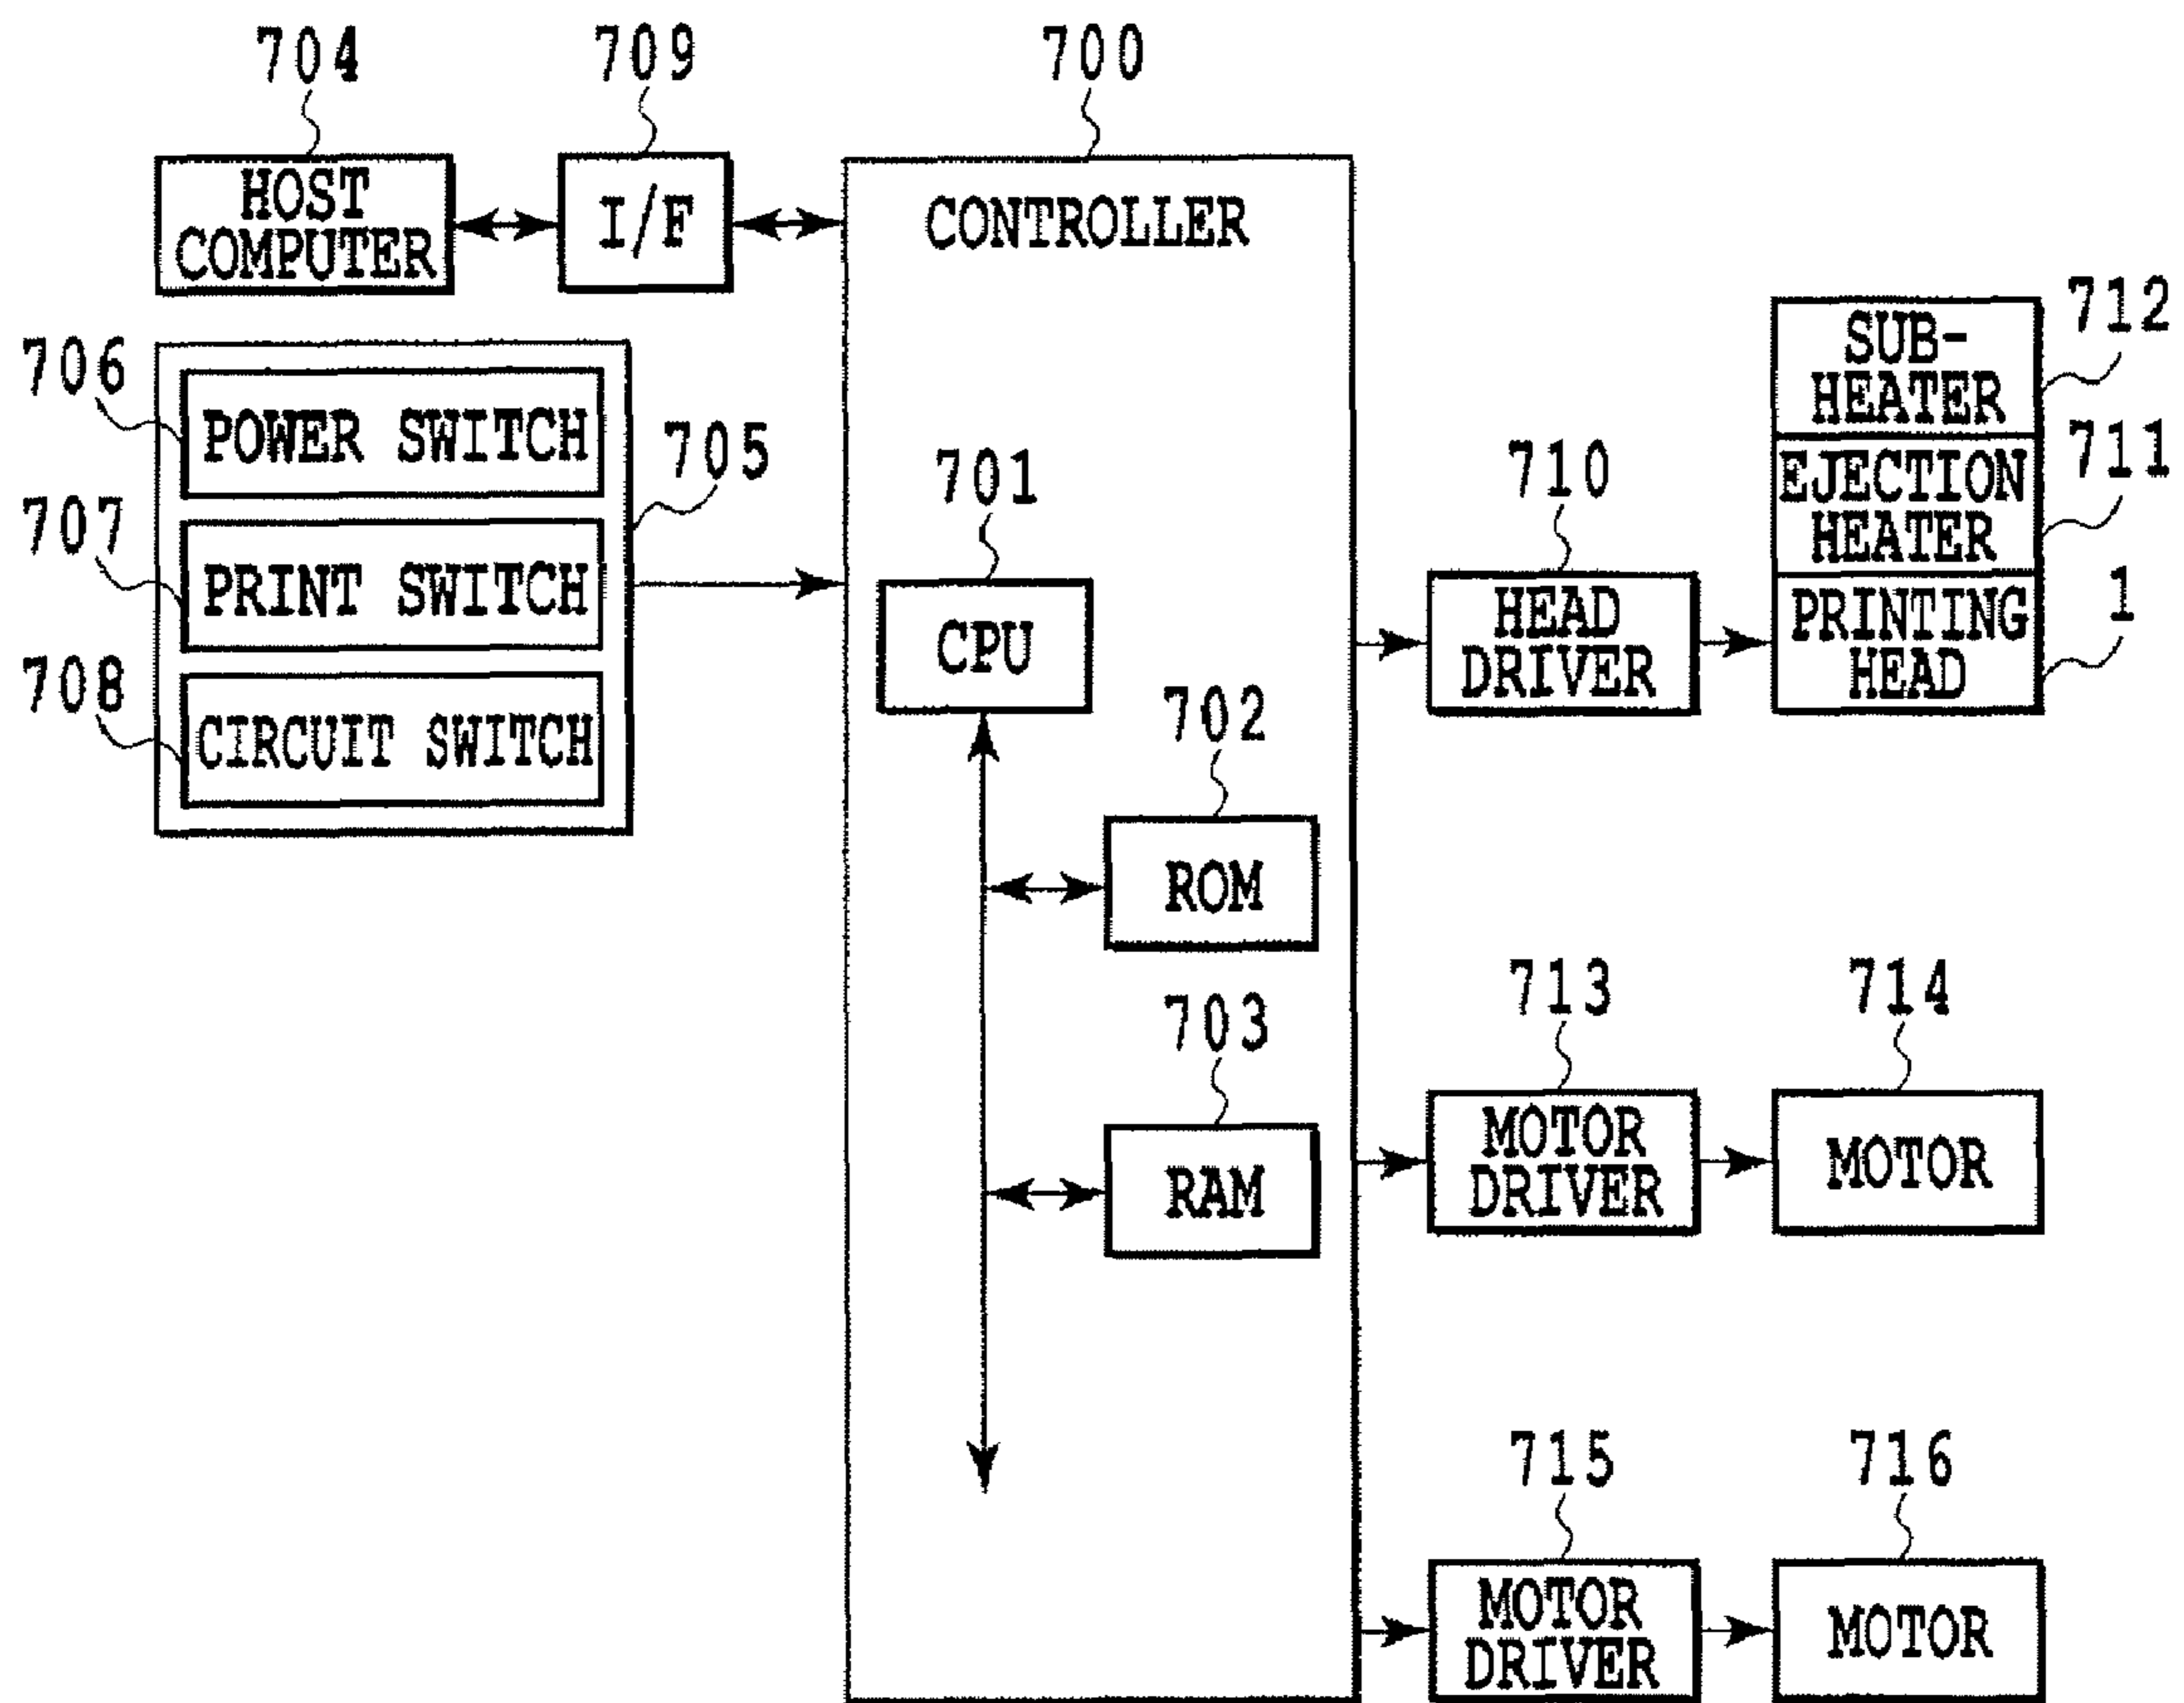 704
709
700
HOST
COMPUTER
I/F
CONTROLLER
706
POWER SWITCH
705
707
PRINT SWITCH
708
CIRCUIT SWITCH
701
CPU
702
ROM
703
RAM
710
HEAD
DRIVER
712
SUB-
HEATER
711
EJECTION
HEATER
1
PRINTING
HEAD
713
MOTOR
DRIVER
714
MOTOR
715
MOTOR
DRIVER
716
MOTOR